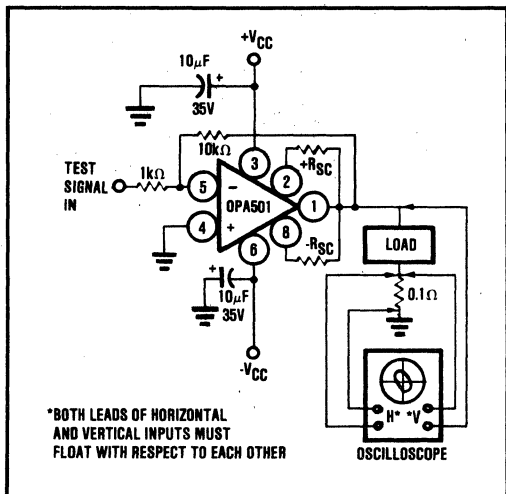 +VCC
10μF
+
35V
10kΩ
+RSC
TEST
SIGNAL
IN
1kΩ
3
2
5
−
OPA501
1
4
+
8
6
-RSC
LOAD
+
10μF
35V
0.1Ω
-VCC
H* *V
*BOTH LEADS OF HORIZONTAL
AND VERTICAL INPUTS MUST
FLOAT WITH RESPECT TO EACH OTHER
OSCILLOSCOPE